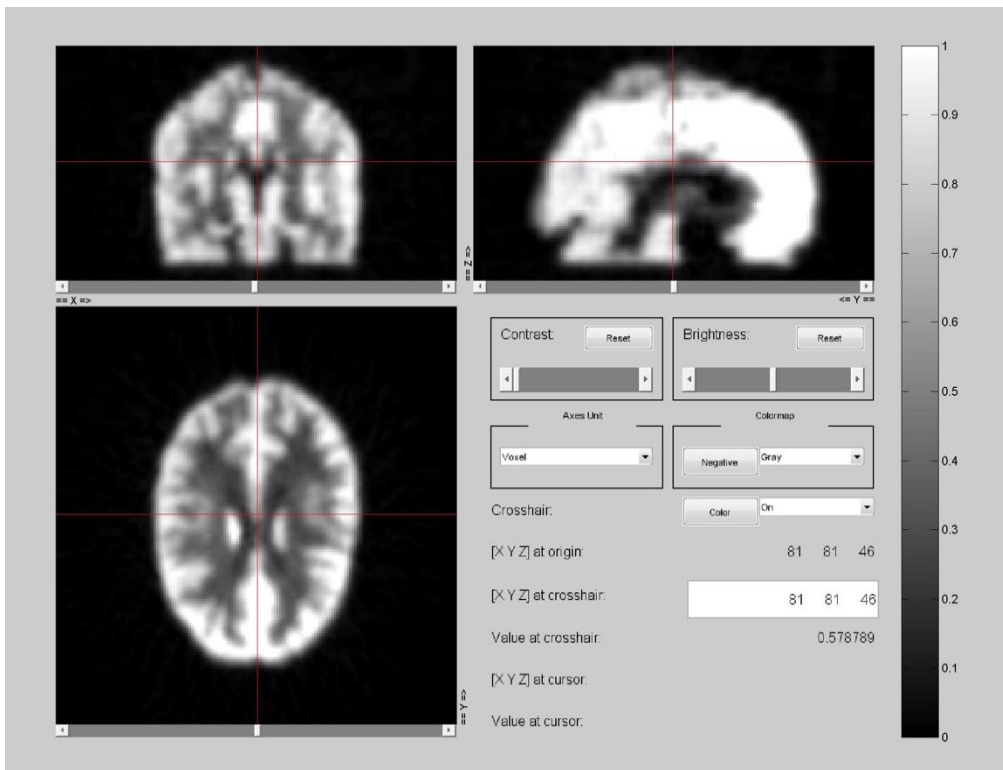 == X =>
== Z =>
<= Y ==
== Y =>
Contrast:
Reset
Brightness:
Reset
Axes Unit
Colormap
Voxel
Negative
Gray
Crosshair:
Color
On
[X Y Z] at origin:
81 81 46
[X Y Z] at crosshair:
81 81 46
Value at crosshair:
0.578789
[X Y Z] at cursor:
Value at cursor:
1
0.9
0.8
0.7
0.6
0.5
0.4
0.3
0.2
0.1
0